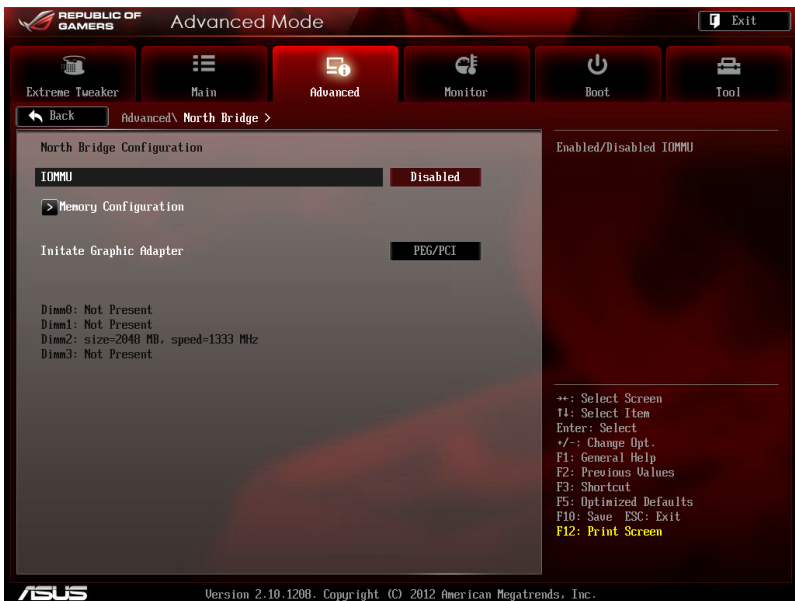 REPUBLIC OF
GAMERS
Advanced Mode
Exit
Extreme Tweaker
Main
Advanced
Monitor
Boot
Tool
Back
Advanced\ North Bridge >
North Bridge Configuration
IOMMU Disabled
> Memory Configuration
Initate Graphic Adapter PEG/PCI
Dimm0: Not Present
Dimm1: Not Present
Dimm2: size=2048 MB, speed=1333 MHz
Dimm3: Not Present
Enabled/Disabled IOMMU
→←: Select Screen
↑↓: Select Item
Enter: Select
+/-: Change Opt.
F1: General Help
F2: Previous Values
F3: Shortcut
F5: Optimized Defaults
F10: Save ESC: Exit
F12: Print Screen
ASUS
Version 2.10.1208. Copyright (C) 2012 American Megatrends, Inc.